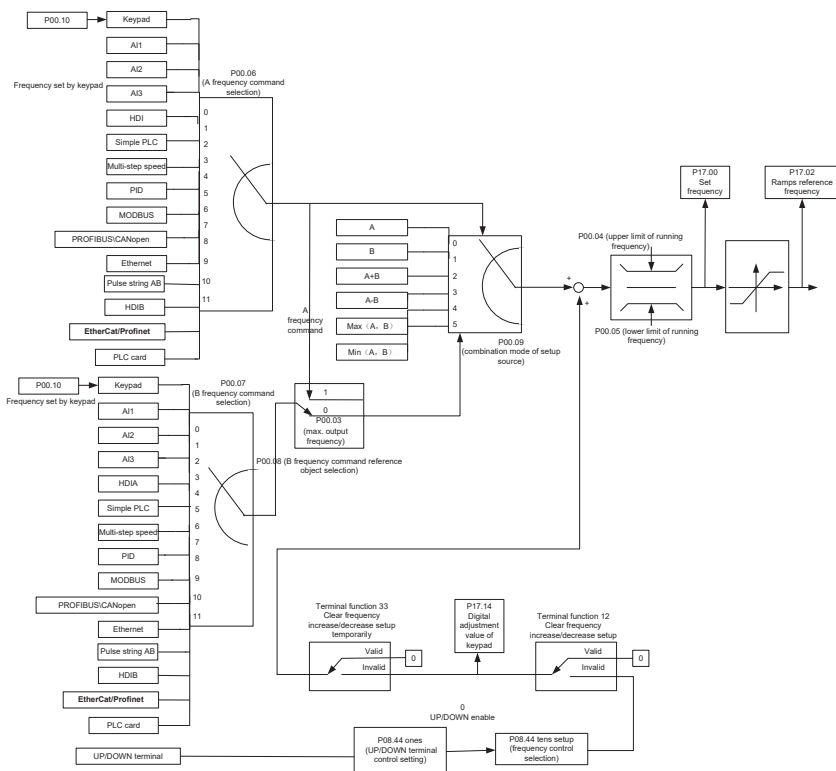 P00.10
Keypad
AI1
AI2
Frequency set by keypad
AI3
HDI
Simple PLC
Multi-step speed
PID
MODBUS
PROFIBUS\CANopen
Ethernet
Pulse string AB
HDIB
EtherCat/Profinet
PLC card
P00.06
(A frequency command
selection)
0
1
2
3
4
5
6
7
8
9
10
11
A
frequency
command
A
B
A+B
A-B
Max（A，B）
Min（A，B）
0
1
2
3
4
5
P00.09
(combination mode of setup
source)
+
+
P00.04 (upper limit of running
frequency)
P00.05 (lower limit of running
frequency)
P17.00
Set
frequency
P17.02
Ramps reference
frequency
P00.10
Frequency set by keypad
Keypad
AI1
AI2
AI3
HDIA
Simple PLC
Multi-step speed
PID
MODBUS
PROFIBUS\CANopen
Ethernet
Pulse string AB
HDIB
EtherCat/Profinet
PLC card
P00.07
(B frequency command
selection)
0
1
2
3
4
5
6
7
8
9
10
11
1
0
P00.03
(max. output
frequency)
P00.08 (B frequency command reference
object selection)
Terminal function 33
Clear frequency
increase/decrease setup
temporarily
Valid
Invalid
0
P17.14
Digital
adjustment
value of
keypad
Terminal function 12
Clear frequency
increase/decrease setup
Valid
Invalid
0
0
UP/DOWN enable
UP/DOWN terminal
P08.44 ones
(UP/DOWN terminal
control setting)
P08.44 tens setup
(frequency control
selection)